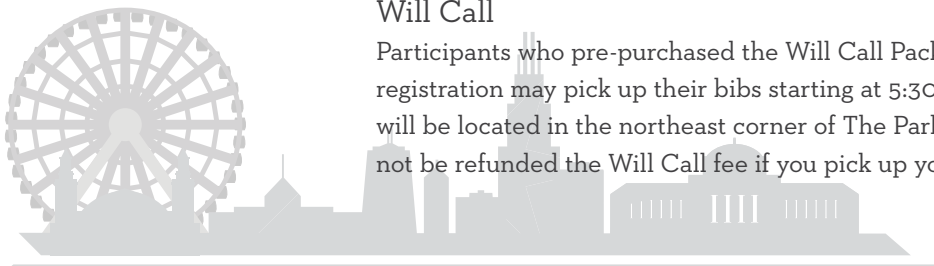 Will Call
Participants who pre-purchased the Will Call Pack
registration may pick up their bibs starting at 5:30
will be located in the northeast corner of The Park
not be refunded the Will Call fee if you pick up yo